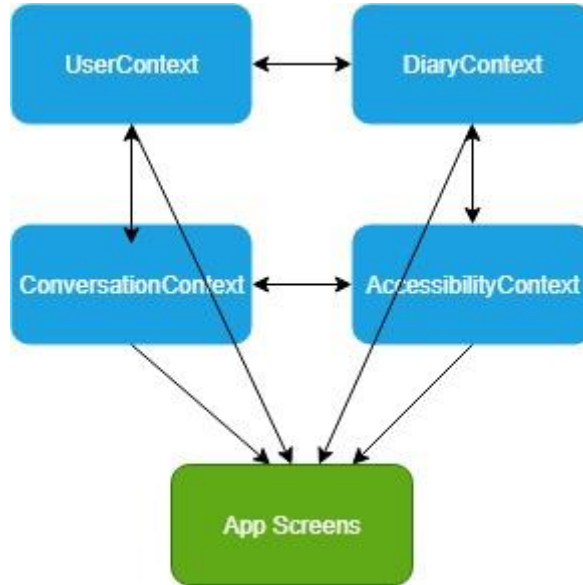 UserContext
DiaryContext
ConversationContext
AccessibilityContext
App Screens